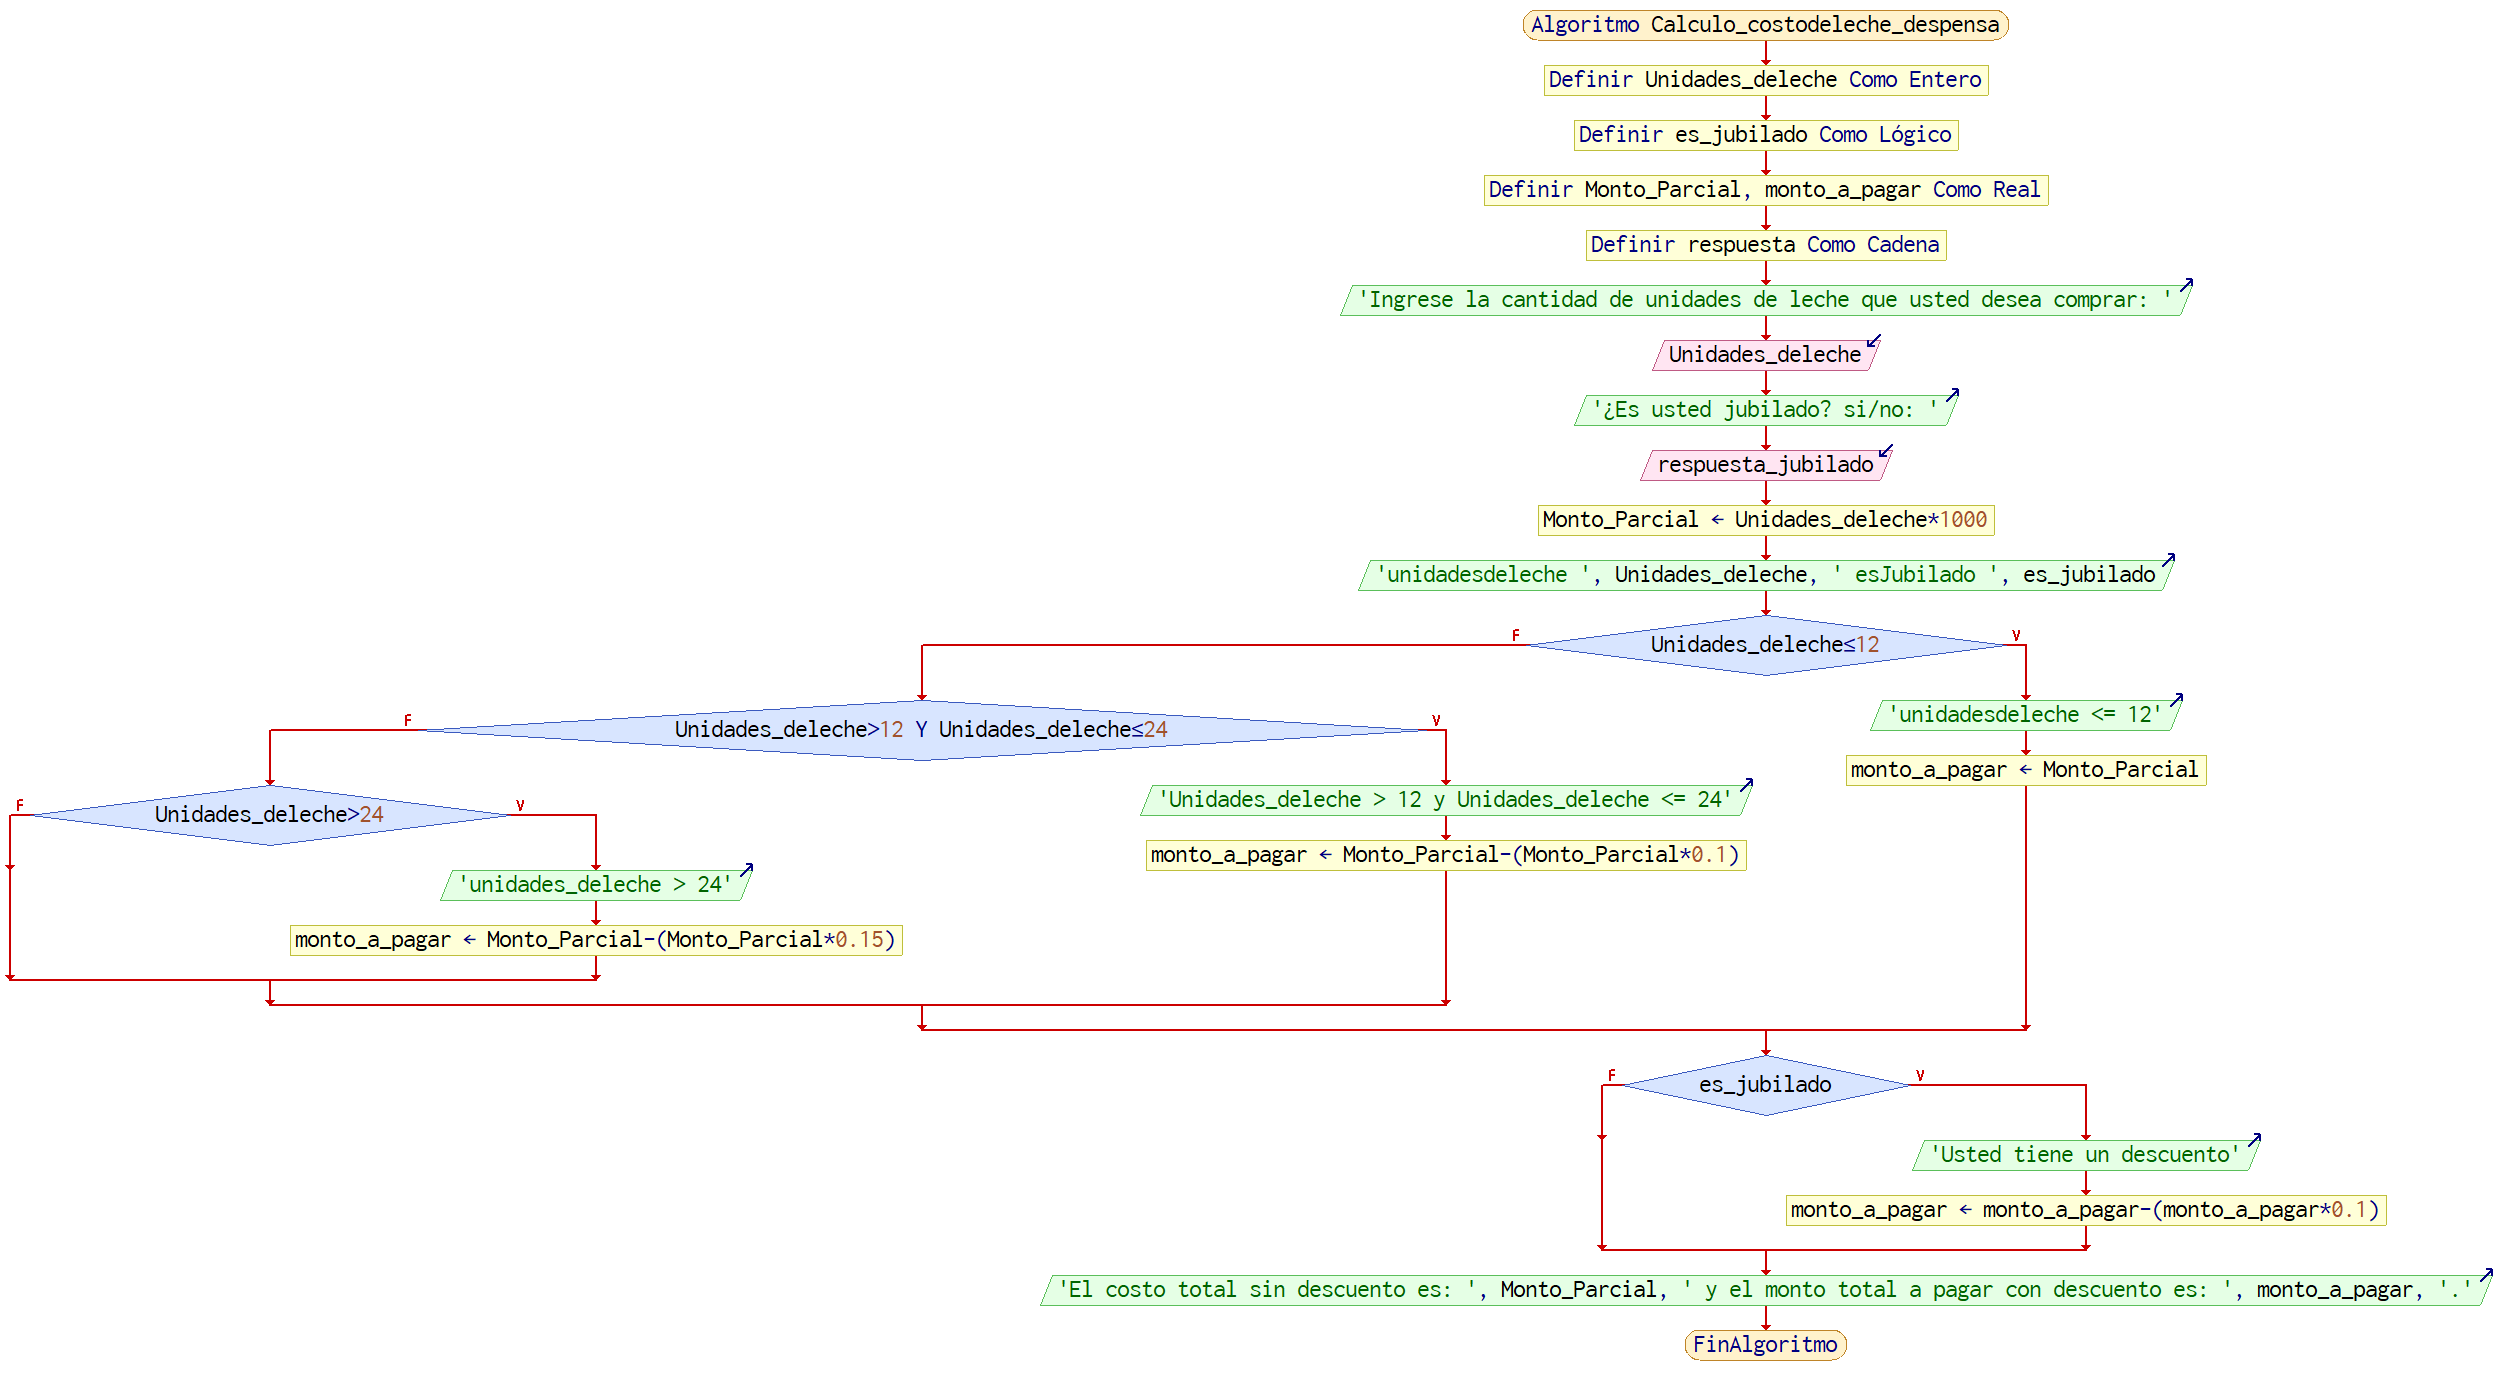 Algoritmo Calculo_costodeleche_despensa
Definir Unidades_deleche Como Entero
Definir es_jubilado Como Lógico
Definir Monto_Parcial, monto_a_pagar Como Real
Definir respuesta Como Cadena
'Ingrese la cantidad de unidades de leche que usted desea comprar: '
Unidades_deleche
'¿Es usted jubilado? si/no: '
respuesta_jubilado
Monto_Parcial ← Unidades_deleche*1000
'unidadesdeleche ', Unidades_deleche, ' esJubilado ', es_jubilado
F
Unidades_deleche≤12
V
F
Unidades_deleche>12 Y Unidades_deleche≤24
V
'unidadesdeleche <= 12'
monto_a_pagar ← Monto_Parcial
F
Unidades_deleche>24
V
'Unidades_deleche > 12 y Unidades_deleche <= 24'
monto_a_pagar ← Monto_Parcial-(Monto_Parcial*0.1)
'unidades_deleche > 24'
monto_a_pagar ← Monto_Parcial-(Monto_Parcial*0.15)
F
es_jubilado
V
'Usted tiene un descuento'
monto_a_pagar ← monto_a_pagar-(monto_a_pagar*0.1)
'El costo total sin descuento es: ', Monto_Parcial, ' y el monto total a pagar con descuento es: ', monto_a_pagar, '.'
FinAlgoritmo